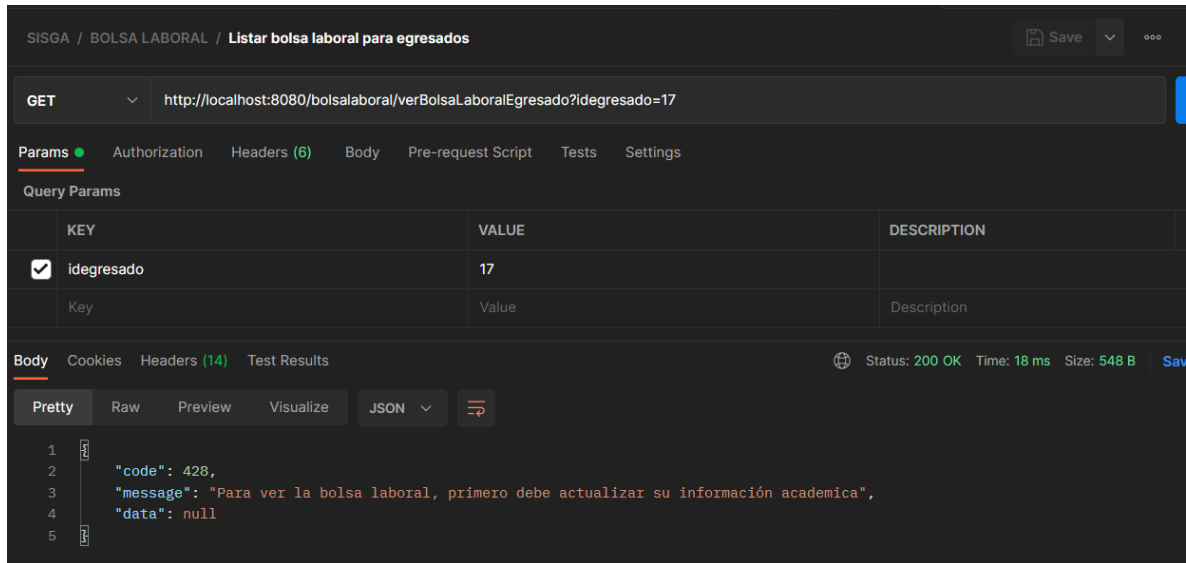 SISGA / BOLSA LABORAL / Listar bolsa laboral para egresados Save ooo
GET http://localhost:8080/bolsalaboral/verBolsaLaboralEgresado?idegresado=17
Params Authorization Headers (6) Body Pre-request Script Tests Settings
Query Params
KEY VALUE DESCRIPTION
idegresado 17
Key Value Description
Body Cookies Headers (14) Test Results Status: 200 OK Time: 18 ms Size: 548 B Sav
Pretty Raw Preview Visualize JSON
1 {
2 "code": 428,
3 "message": "Para ver la bolsa laboral, primero debe actualizar su información academica",
4 "data": null
5 }